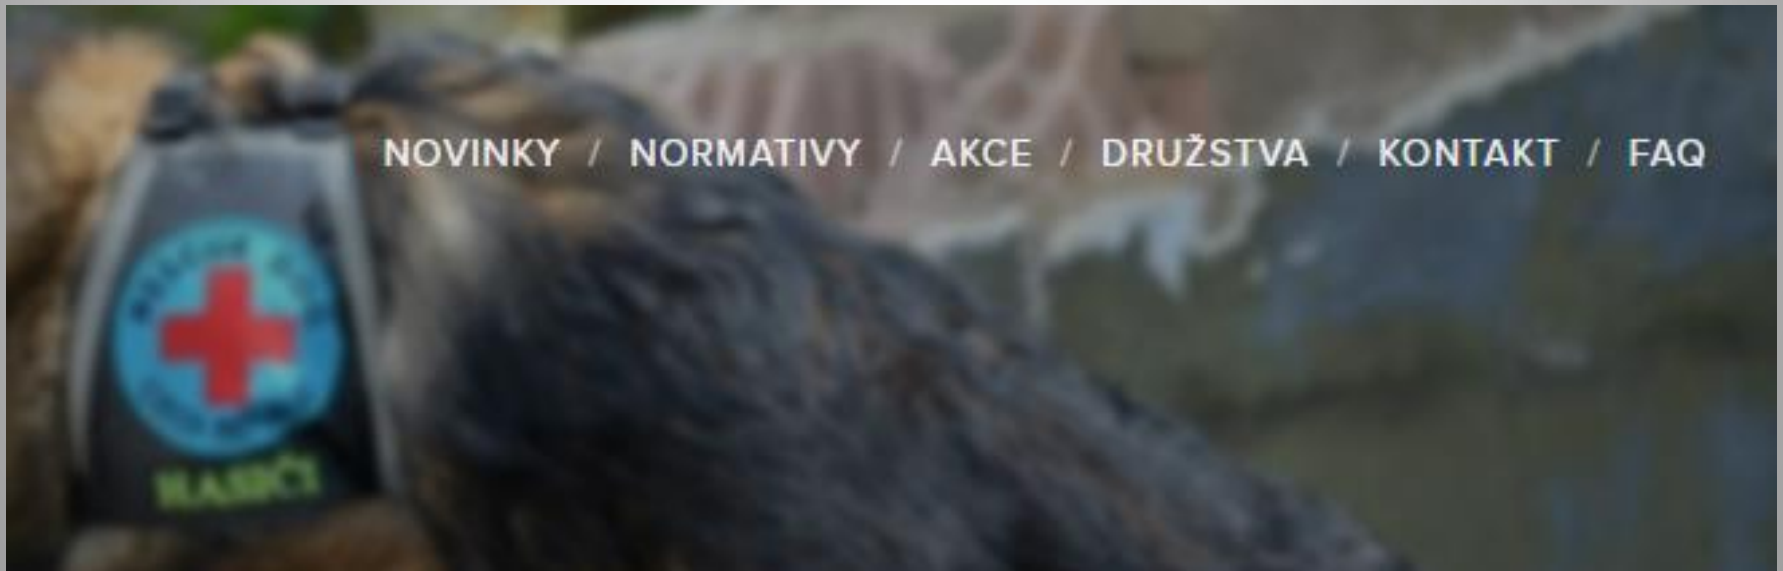 NOVINKY / NORMATIVY / AKCE / DRUŽSTVA / KONTAKT / FAQ
HASIČI